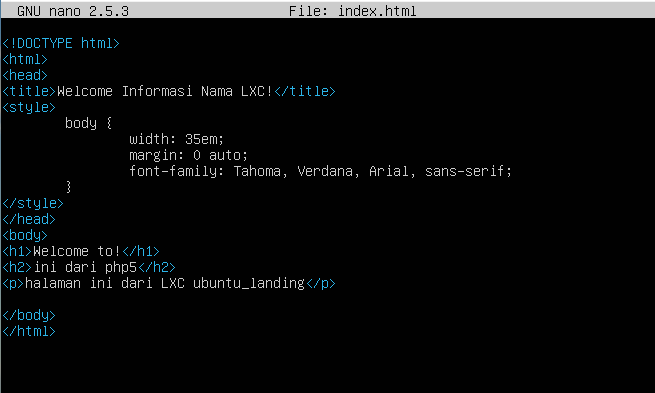 GNU nano 2.5.3 File: index.html
<!DOCTYPE html>
<html>
<head>
<title>Welcome Informasi Nama LXC!</title>
<style>
body {
width: 35em;
margin: 0 auto;
font-family: Tahoma, Verdana, Arial, sans-serif;
}
</style>
</head>
<body>
<h1>Welcome to!</h1>
<h2>ini dari php5</h2>
<p>halaman ini dari LXC ubuntu_landing</p>
</body>
</html>